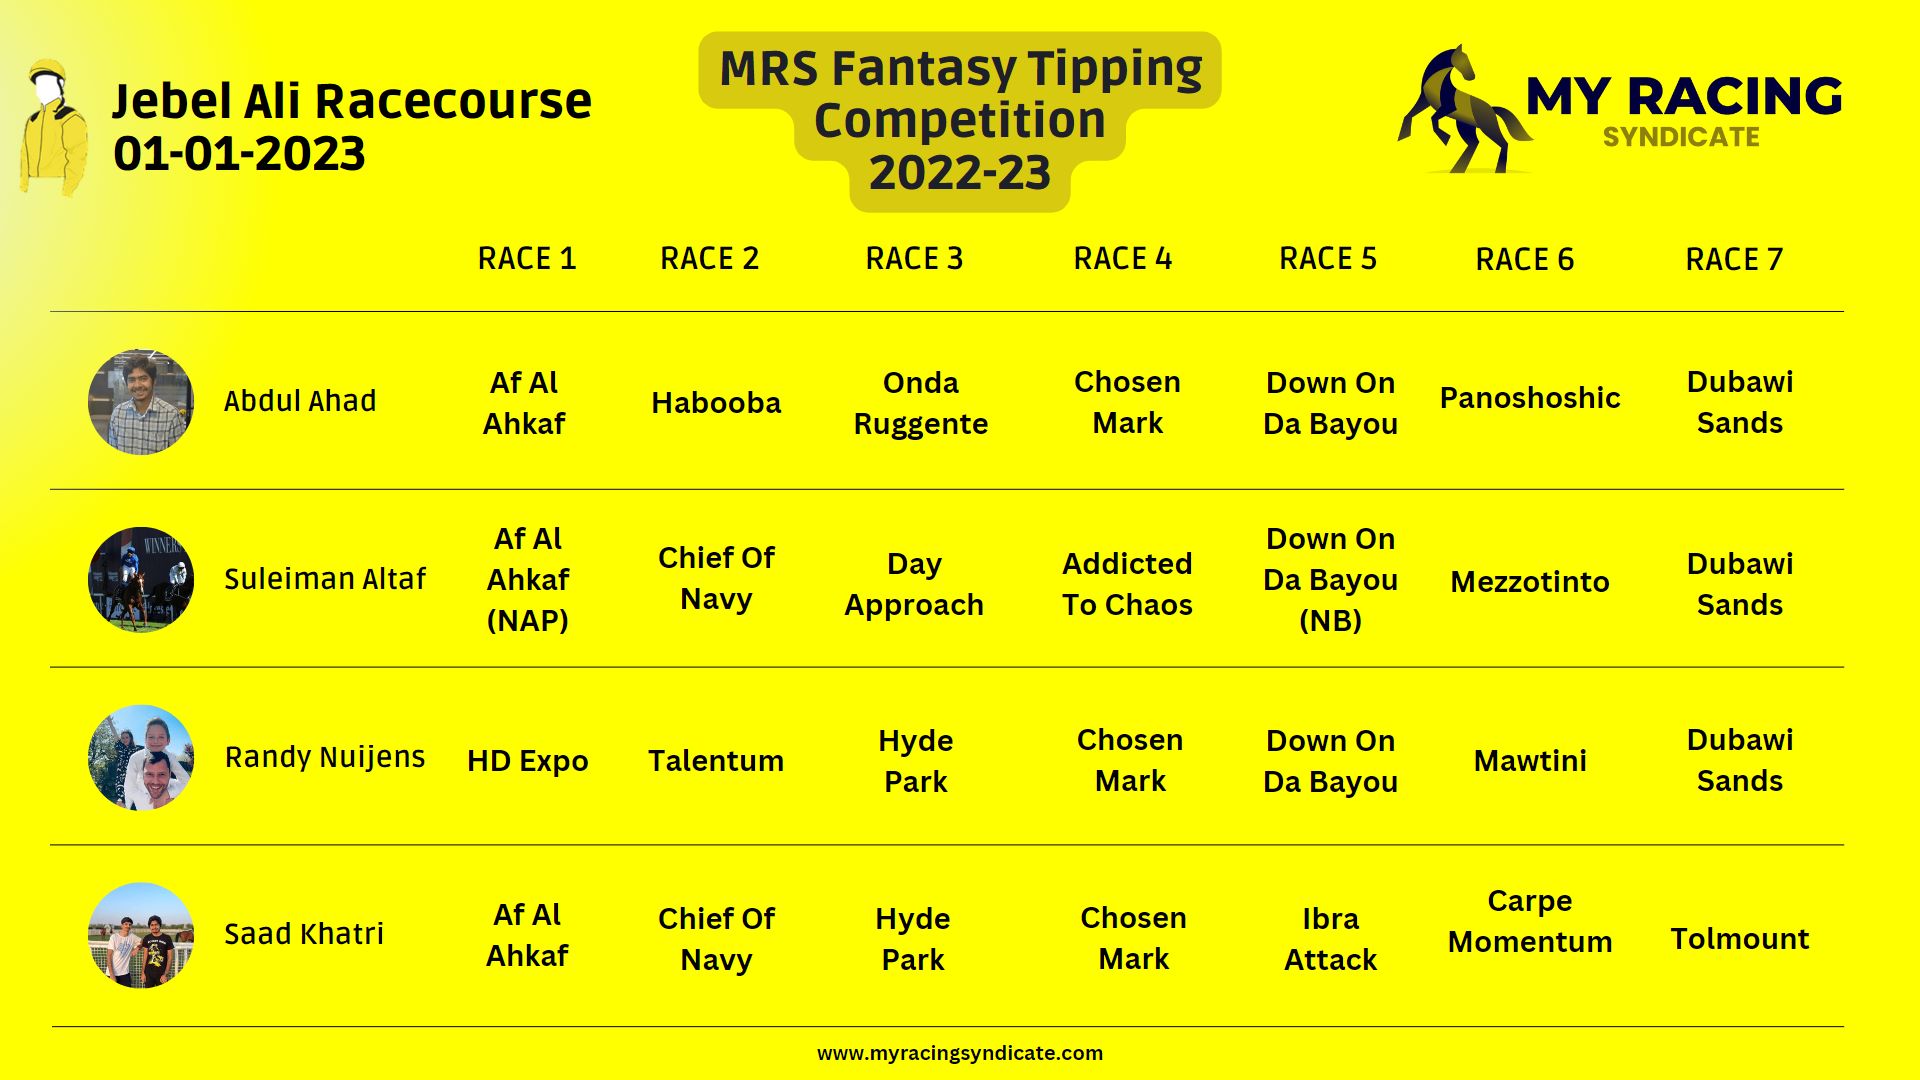 Jebel Ali Racecourse
01-01-2023
MRS Fantasy Tipping
Competition
2022-23
MY RACING
SYNDICATE
RACE 1 RACE 2 RACE 3 RACE 4 RACE 5 RACE 6 RACE 7
Abdul Ahad
Af Al
Ahkaf
Habooba
Onda
Ruggente
Chosen
Mark
Down On
Da Bayou
Panoshoshic
Dubawi
Sands
WINNERS
Suleiman Altaf
Af Al
Ahkaf
(NAP)
Chief Of
Navy
Day
Approach
Addicted
To Chaos
Down On
Da Bayou
(NB)
Mezzotinto
Dubawi
Sands
Randy Nuijens
HD Expo
Talentum
Hyde
Park
Chosen
Mark
Down On
Da Bayou
Mawtini
Dubawi
Sands
Saad Khatri
Af Al
Ahkaf
Chief Of
Navy
Hyde
Park
Chosen
Mark
Ibra
Attack
Carpe
Momentum
Tolmount
www.myracingsyndicate.com